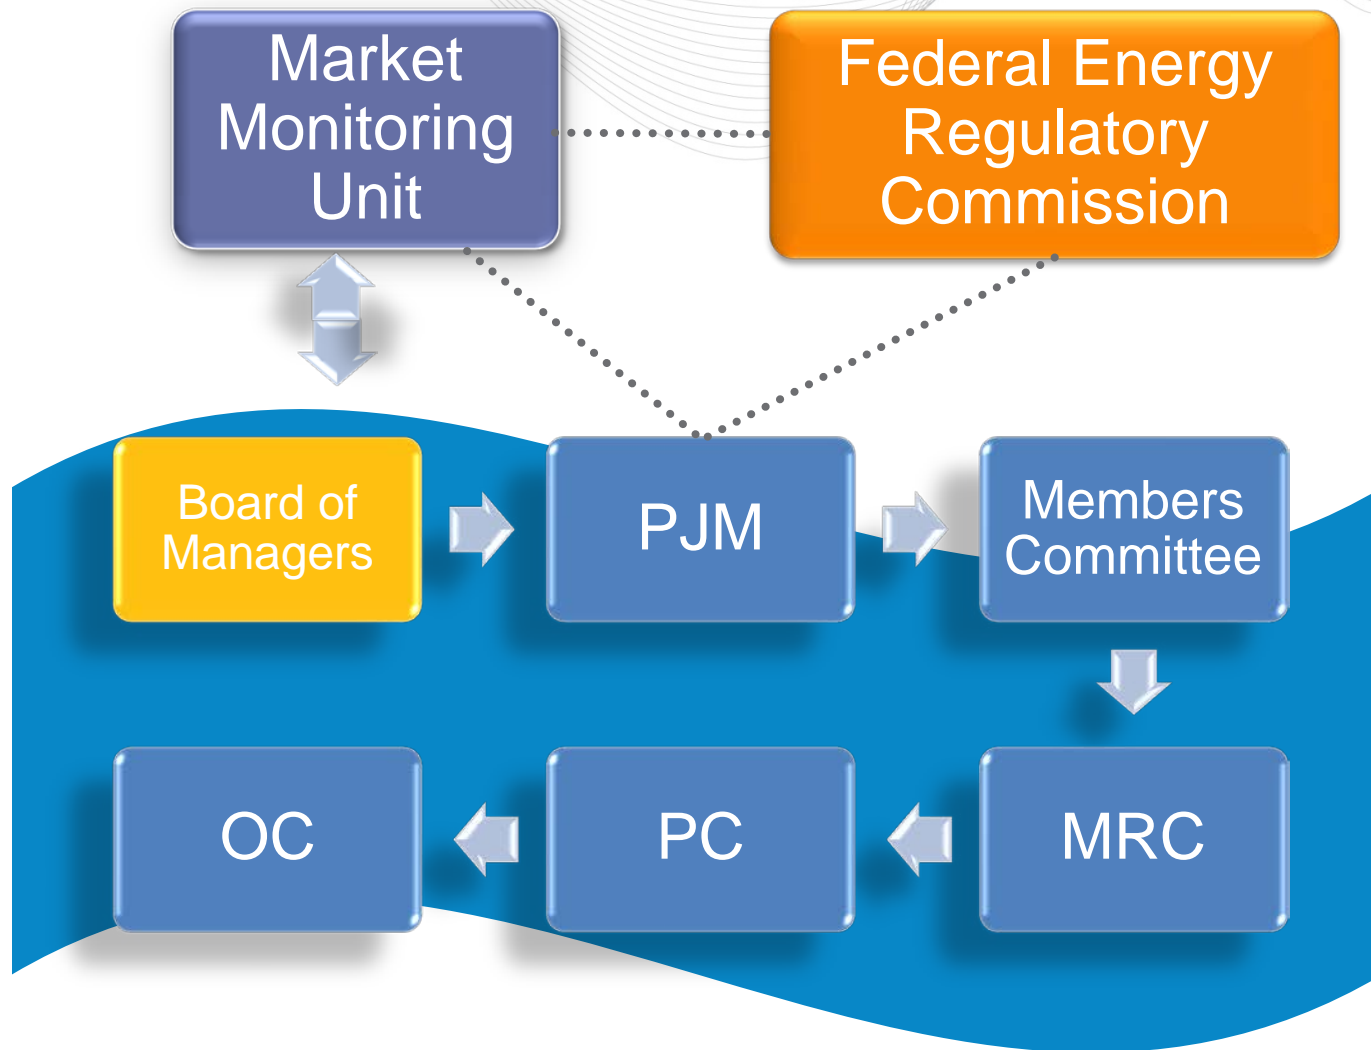 Market
Monitoring
Unit
Federal Energy
Regulatory
Commission
Board of
Managers
PJM
Members
Committee
OC
PC
MRC